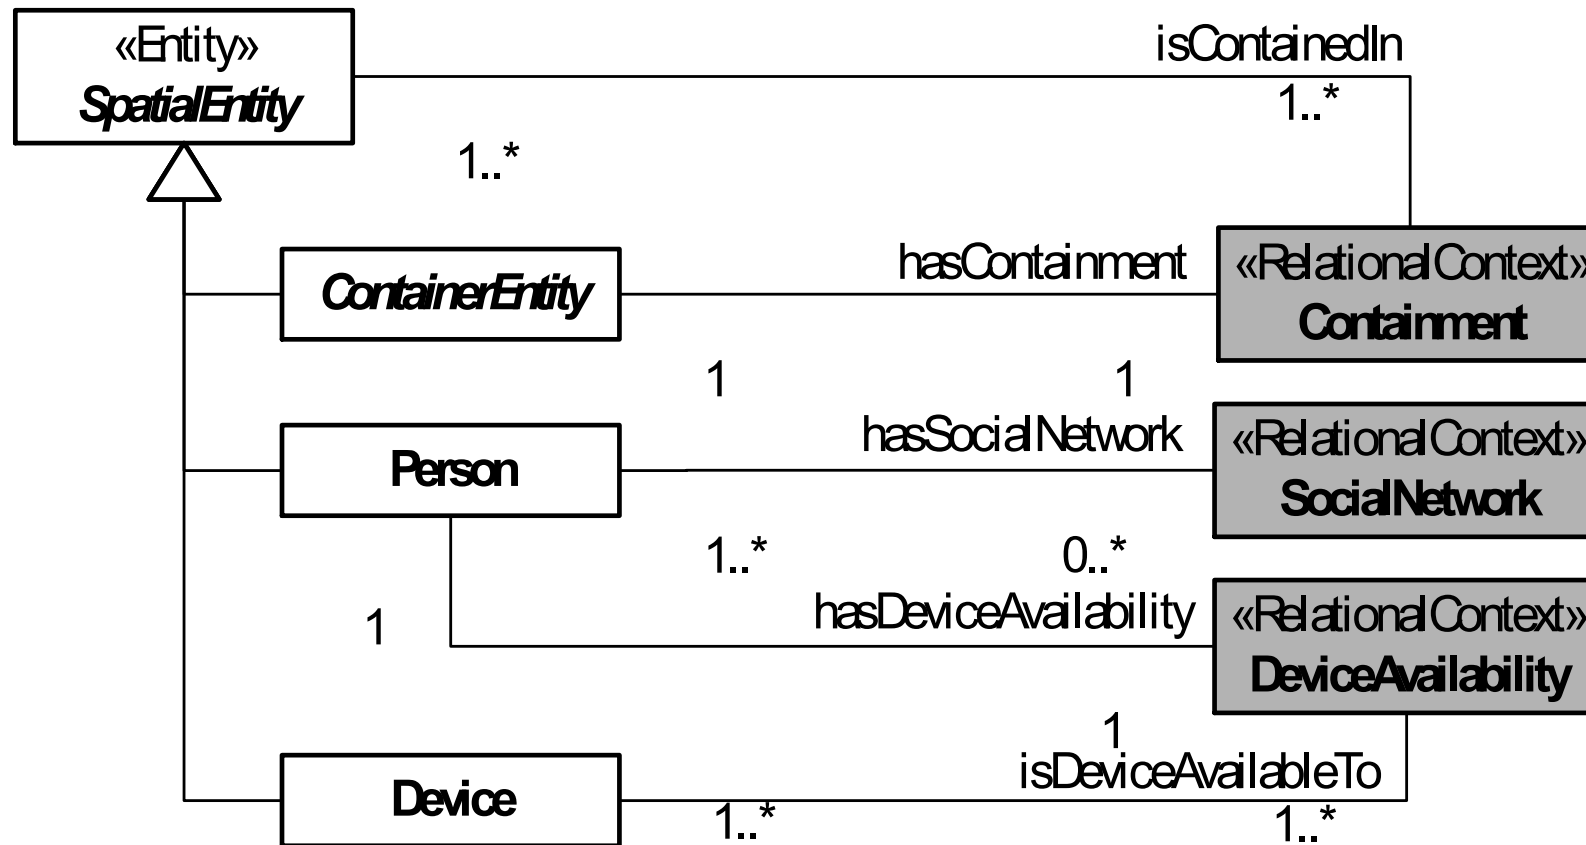 «Entity»
SpatialEntity
isContainedIn
1..*
1..*
ContainerEntity
hasContainment
«RelationalContext»
Containment
1
1
Person
hasSocialNetwork
«RelationalContext»
SocialNetwork
1..*
0..*
1
hasDeviceAvailability
«RelationalContext»
DeviceAvailability
1
Device
isDeviceAvailableTo
1..*
1..*